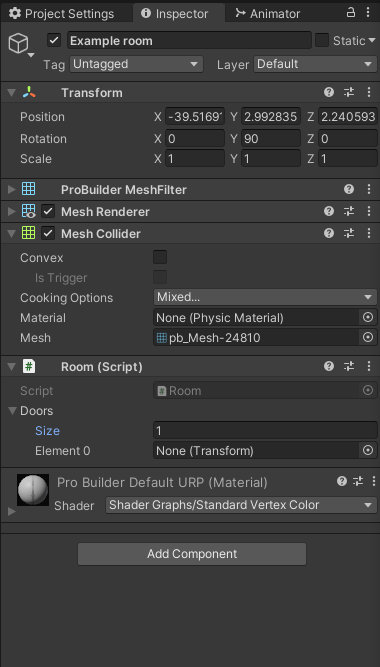 Project Settings Inspector Animator
Example room Static
Tag Untagged Layer Default
Transform
Position X -39.5169 Y 2.992835 Z 2.240593
Rotation X 0 Y 90 Z 0
Scale X 1 Y 1 Z 1
ProBuilder MeshFilter
Mesh Renderer
Mesh Collider
Convex
Is Trigger
Cooking Options Mixed...
Material None (Physic Material)
Mesh pb_Mesh-24810
Room (Script)
Script Room
Doors
Size 1
Element 0 None (Transform)
Pro Builder Default URP (Material)
Shader Shader Graphs/Standard Vertex Color
Add Component